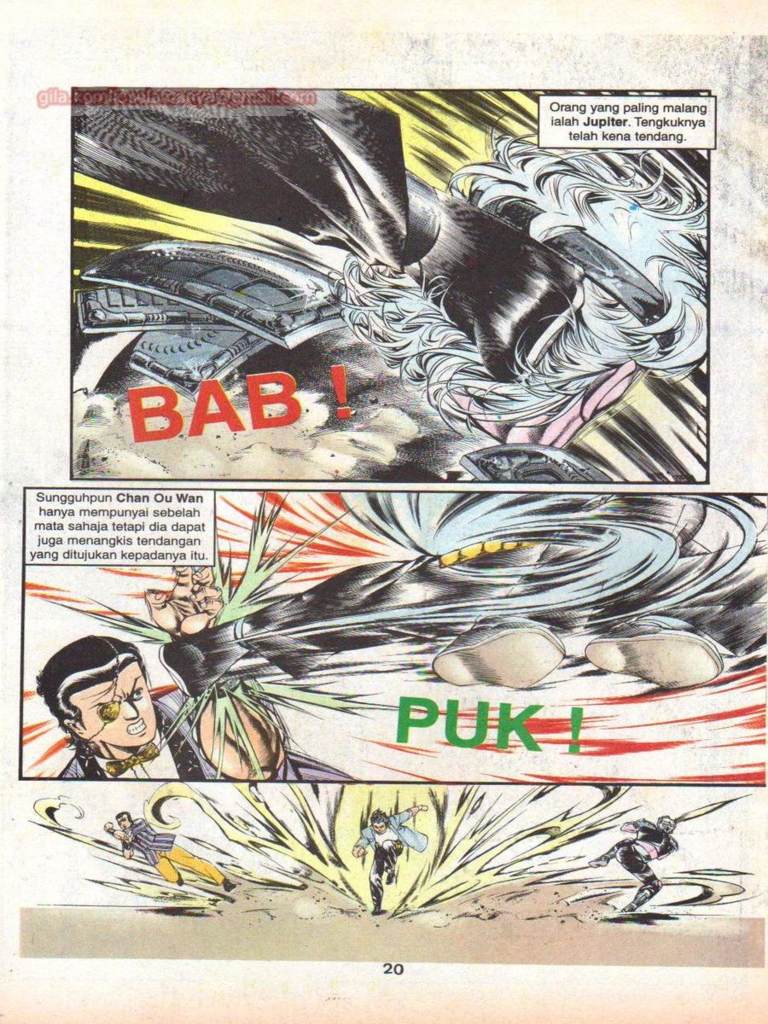 Orang yang paling malang
ialah Jupiter. Tengkuknya
telah kena tendang.
BAB !
Sungguhpun Chan Ou Wan
hanya mempunyai sebelah
mata sahaja tetapi dia dapat
juga menangkis tendangan
yang ditujukan kepadanya itu.
PUK !
20